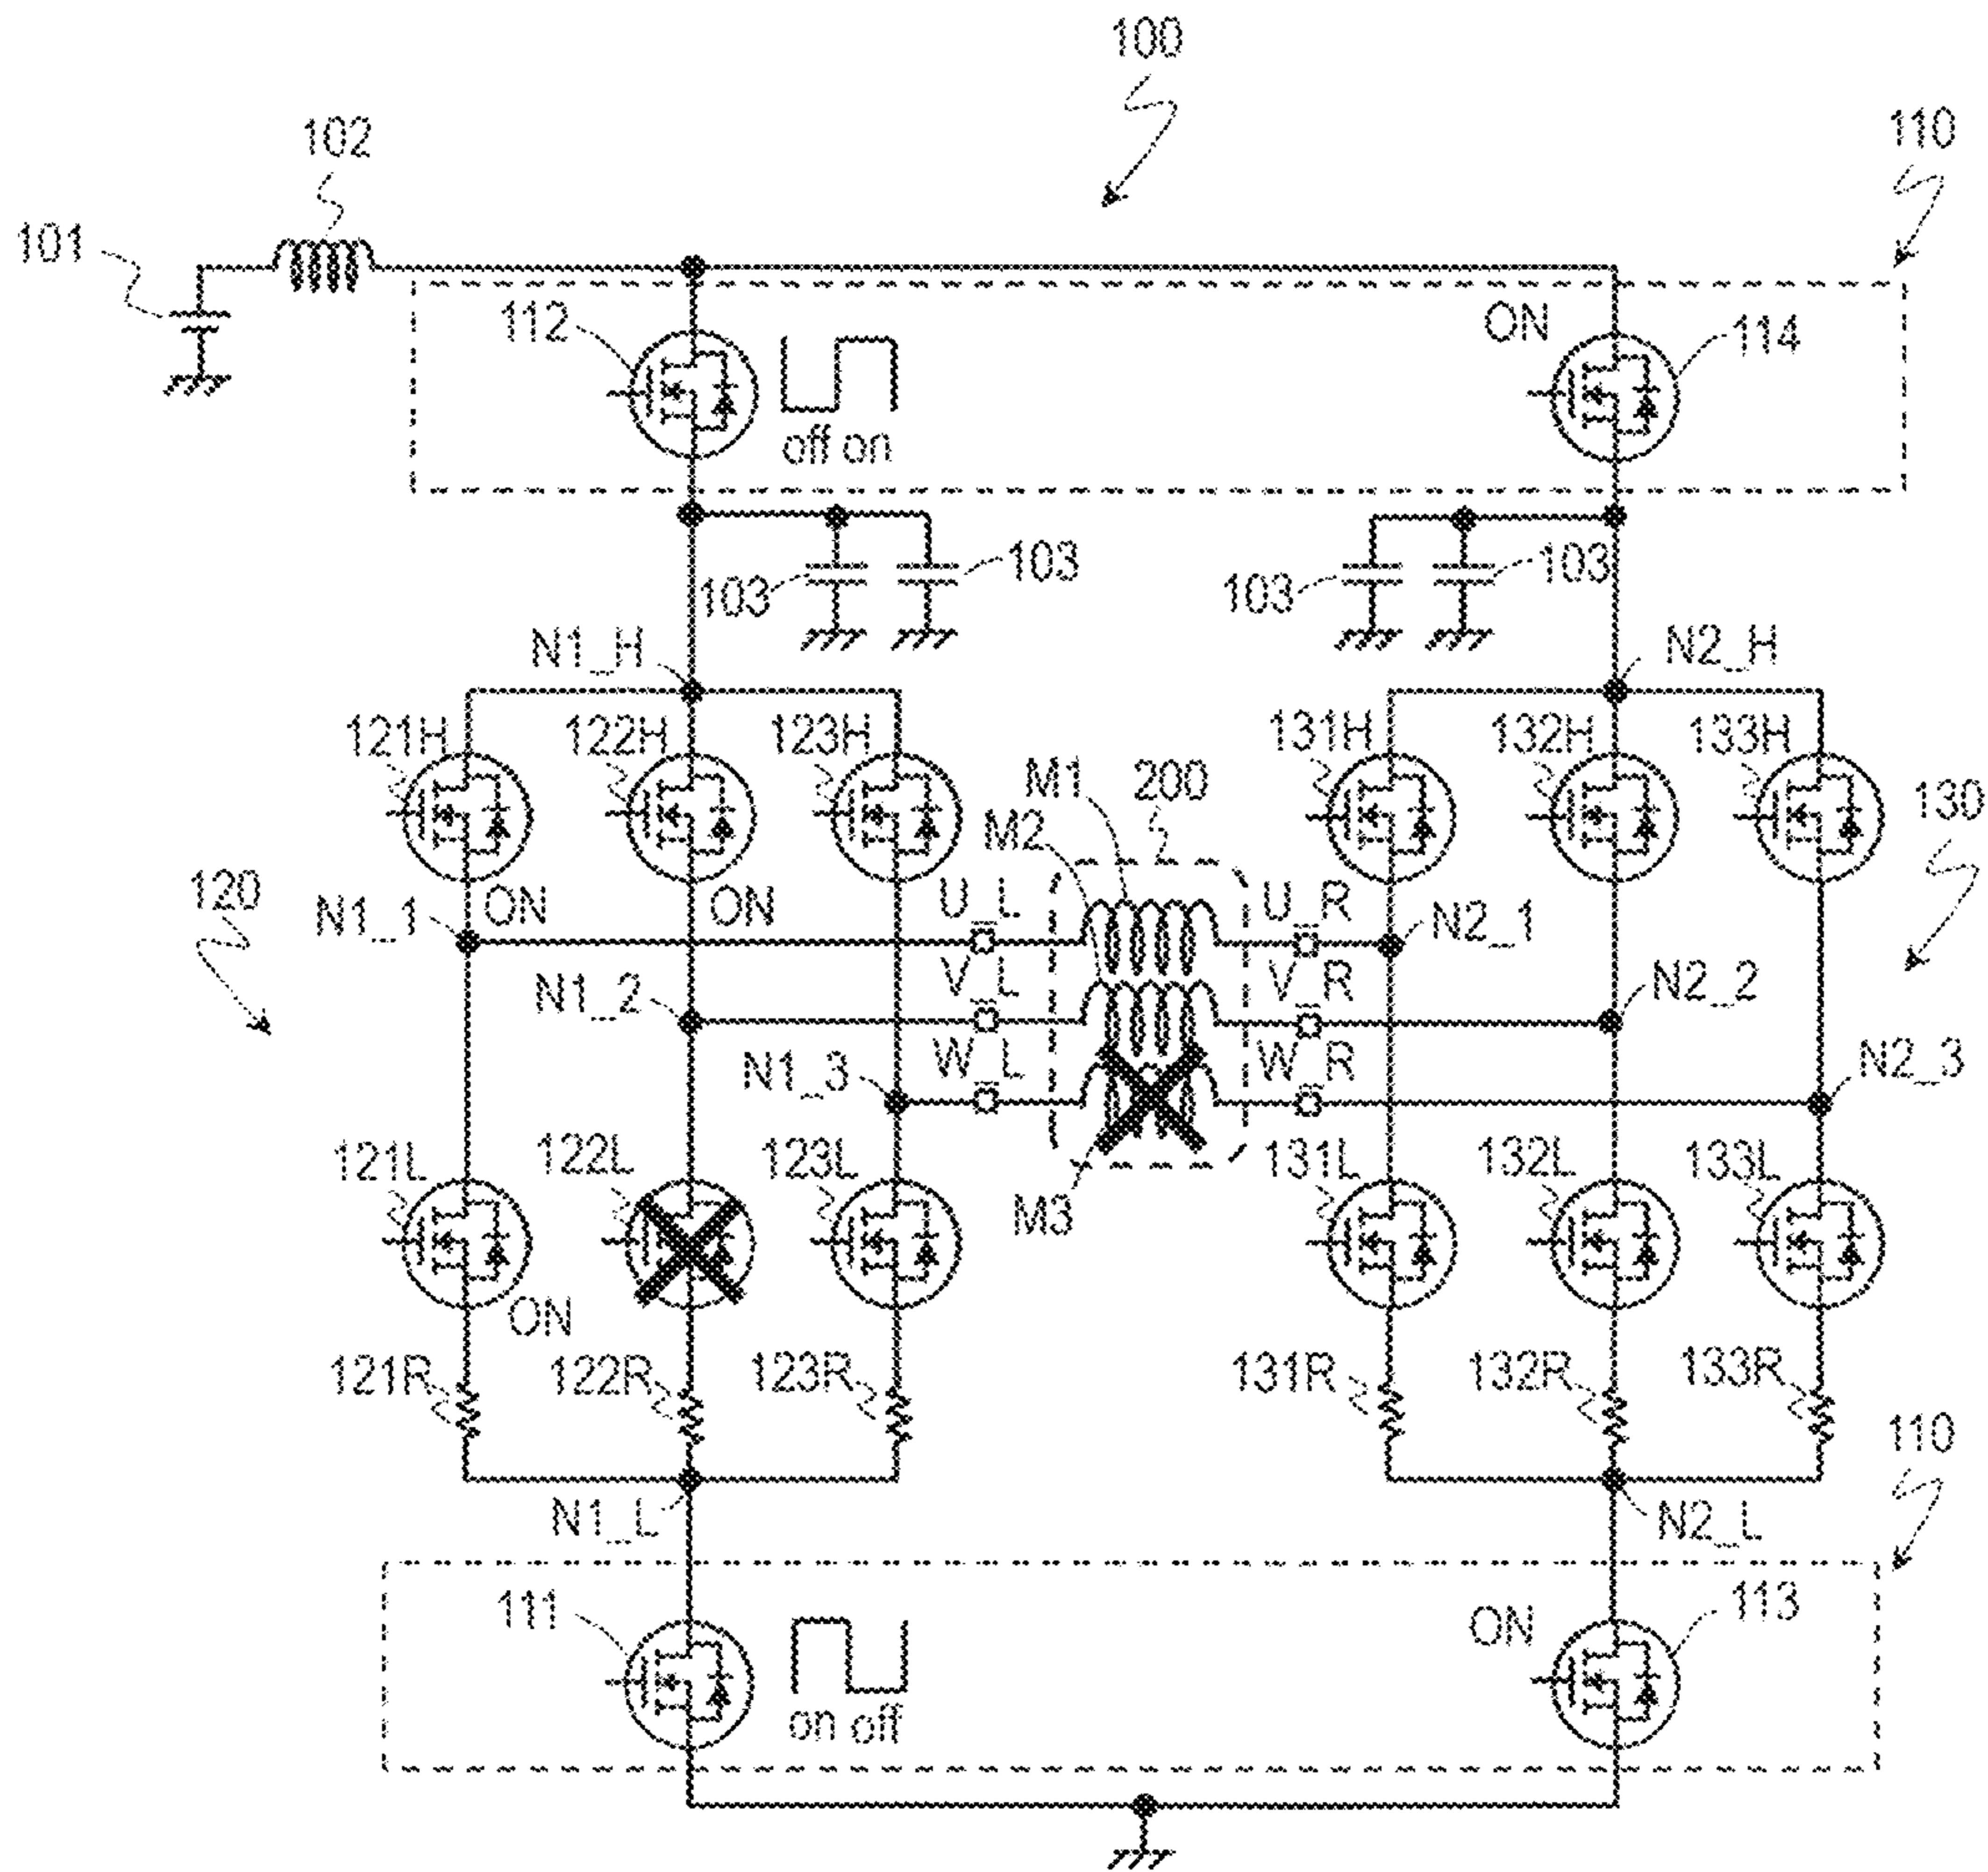 100
102
110
101
112
off on
ON
114
103
103
103
103
N1_H
N2_H
121H
122H
123H
131H
132H
133H
M1
200
M2
130
120
N1_1
ON
ON
U_L
U_R
N2_1
N1_2
V_L
V_R
N2_2
N1_3
W_L
W_R
N2_3
121L
122L
123L
M3
131L
132L
133L
ON
121R
122R
123R
131R
132R
133R
110
N1_L
N2_L
111
on off
ON
113